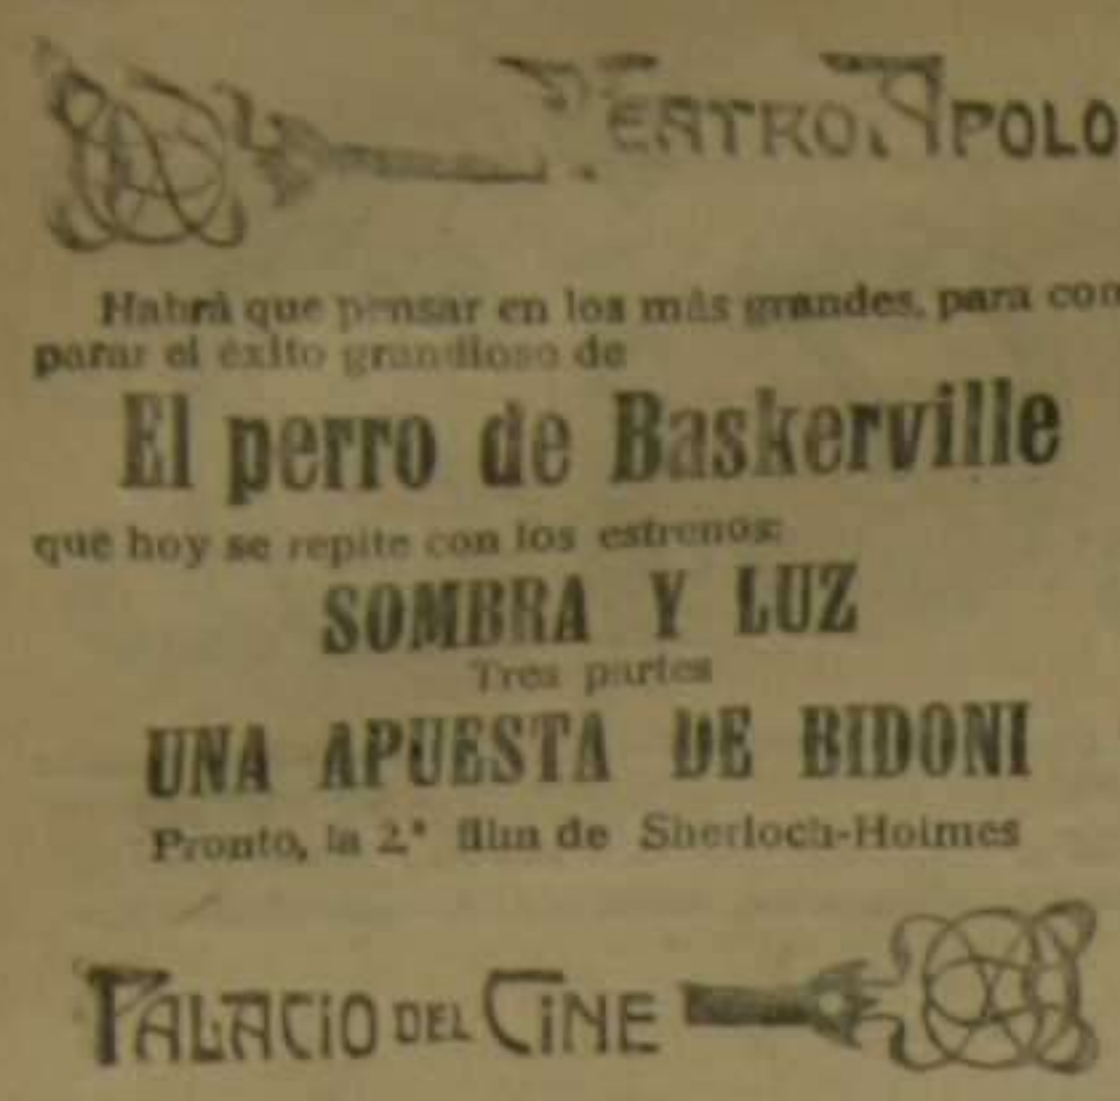 TEATRO APOLO
Habrá que pensar en los más grandes, para com
parar el éxito grandioso de
El perro de Baskerville
que hoy se repite con los estrenos:
SOMBRA Y LUZ
Tres partes
UNA APUESTA DE BIDONI
Pronto, la 2.ª film de Sherloch-Holmes
PALACIO DEL CINE